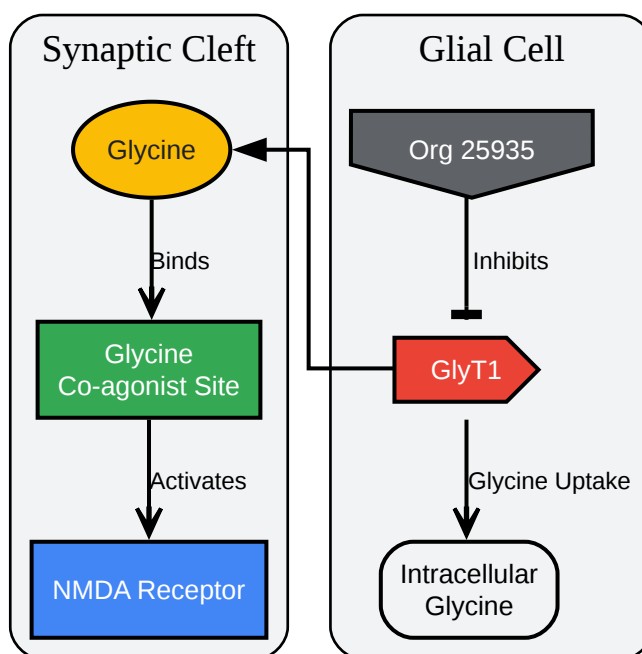 Synaptic Cleft
Glycine
Binds
Glycine
Co-agonist Site
Activates
NMDA Receptor
Glial Cell
Org 25935
Inhibits
GlyT1
Glycine Uptake
Intracellular
Glycine